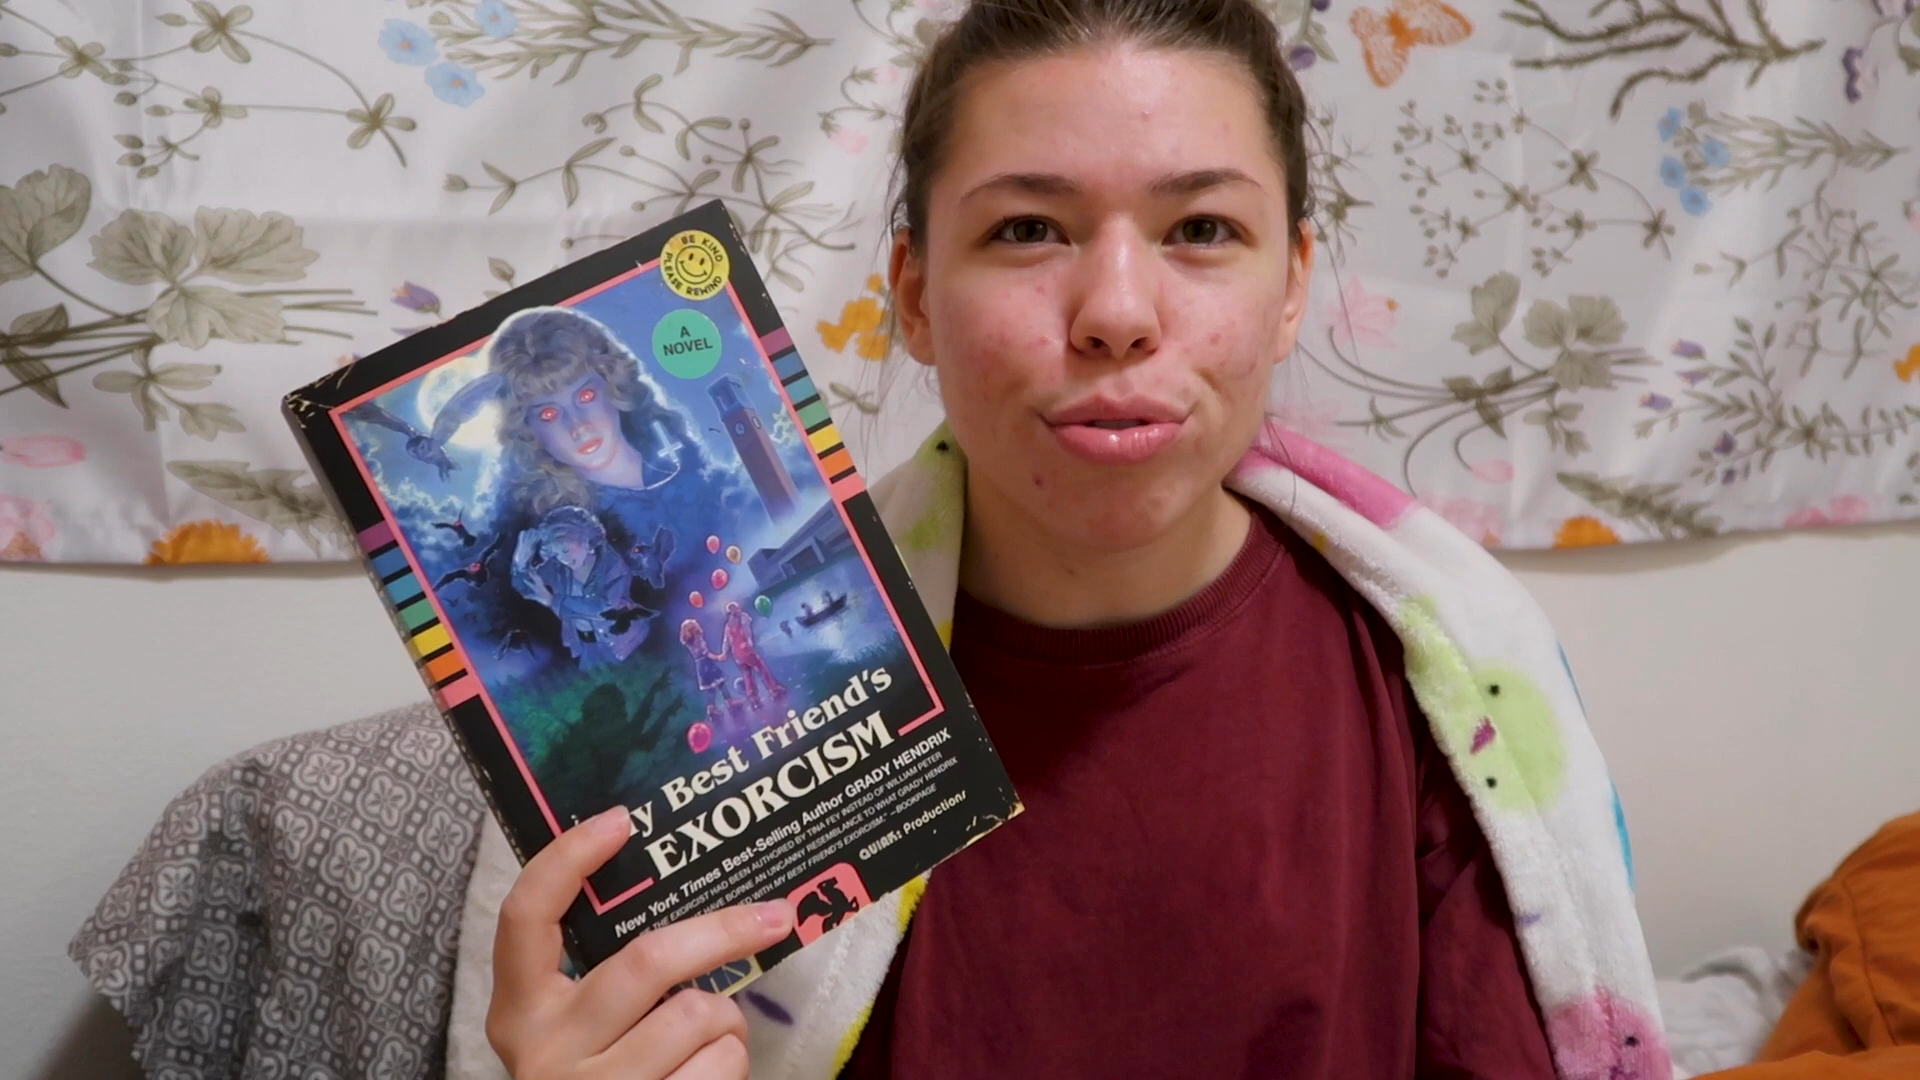 BE KIND
PLEASE REWIND
A
NOVEL
Best Friend's
EXORCISM
New York Times Best-Selling Author GRADY HENDRIX
THE EXORCIST HAD BEEN AUTHORED BY TINA FEY INSTEAD OF WILLIAM PETER
HAVE BORNE AN UNCANNY RESEMBLANCE TO WHAT GRADY HENDRIX
WITH MY BEST FRIEND'S EXORCISM." —BOOKPAGE
QUIRK: Productions